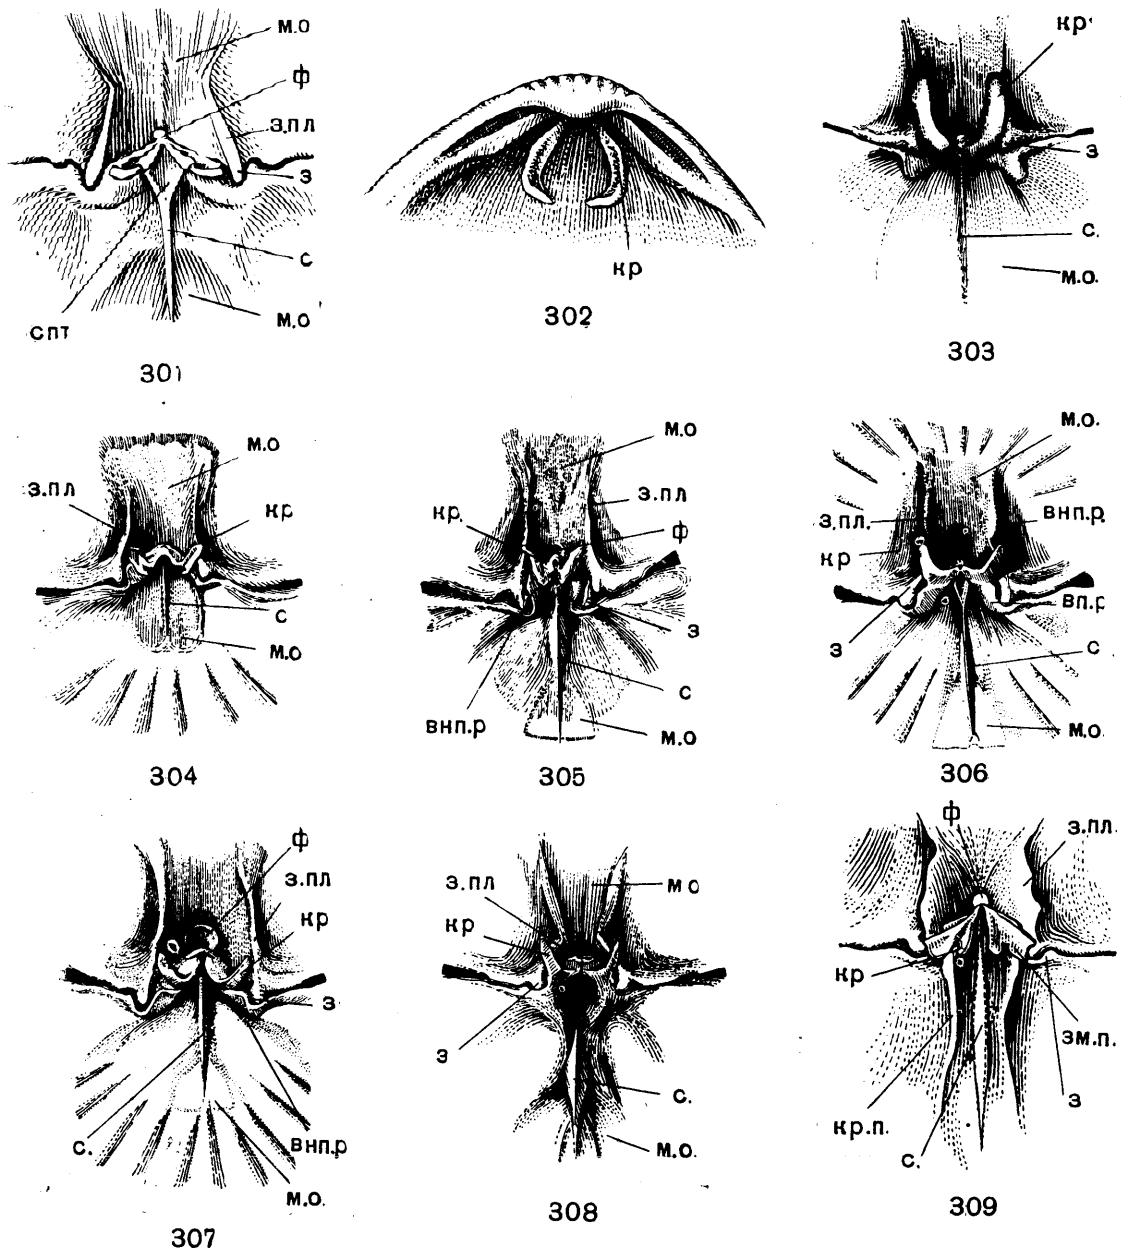 м.о
ф
з.пл
з
с
м.о
спт
301
кр
302
кр
з
с.
м.о.
303
м.о
з.пл
кр
с
м.о
304
м.о
з.пл
кр.
ф
з
с
внп.р
м.о
305
м.о.
з.пл.
внп.р.
кр
вп.р
з
с
м.о.
306
ф
з.пл
кр
з
с.
внп.р
м.о.
307
з.пл
м о
кр
з
с.
м.о.
308
ф
з.пл.
кр
зм.п.
з
кр.п.
с.
309